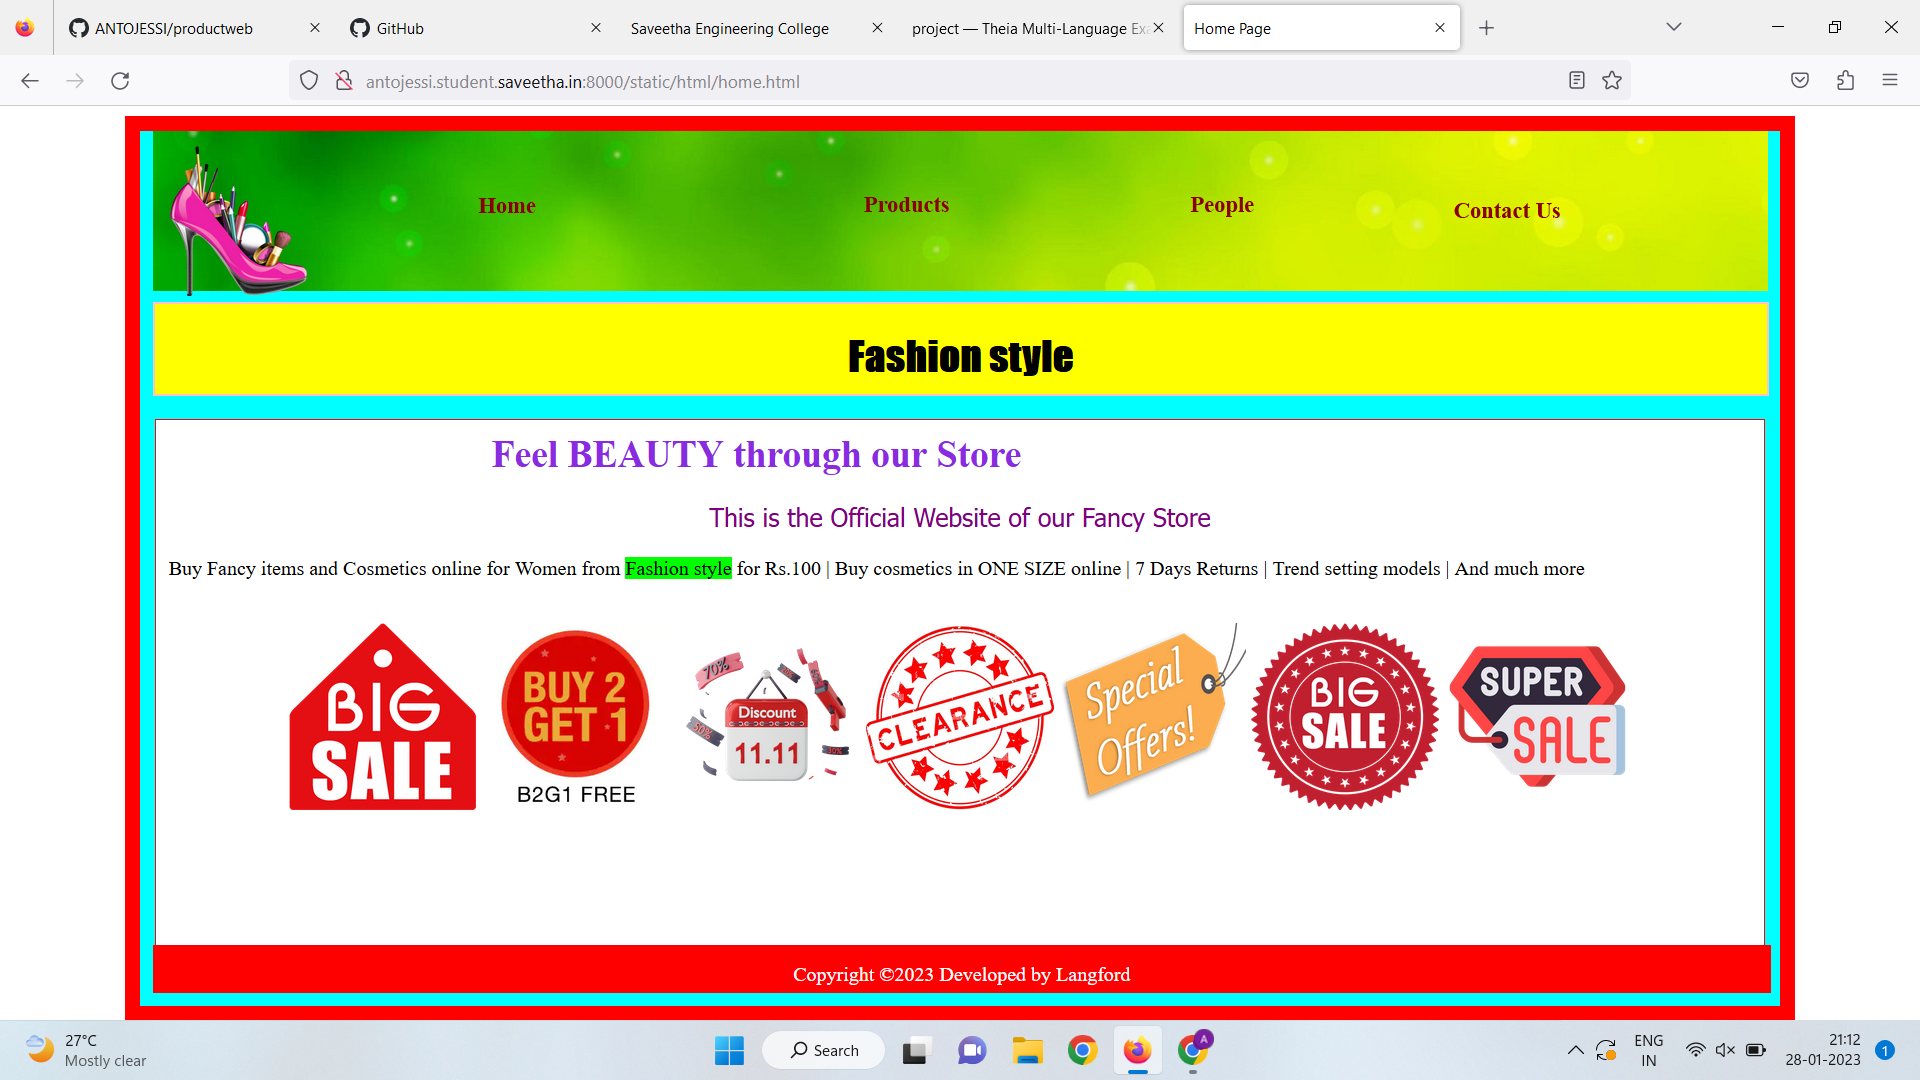 ANTOJESSI/productweb
GitHub
Saveetha Engineering College
project — Theia Multi-Language Exa
Home Page
antojessi.student.saveetha.in:8000/static/html/home.html
Home
Products
People
Contact Us
Fashion style
Feel BEAUTY through our Store
This is the Official Website of our Fancy Store
Buy Fancy items and Cosmetics online for Women from Fashion style for Rs.100 | Buy cosmetics in ONE SIZE online | 7 Days Returns | Trend setting models | And much more
BIG
SALE
BUY 2
GET 1
B2G1 FREE
70%
50%
Discount
11.11
CLEARANCE
Special
Offers!
BIG
SALE
SUPER
SALE
Copyright ©2023 Developed by Langford
27°C
Mostly clear
Search
A
ENG
IN
21:12
28-01-2023
1